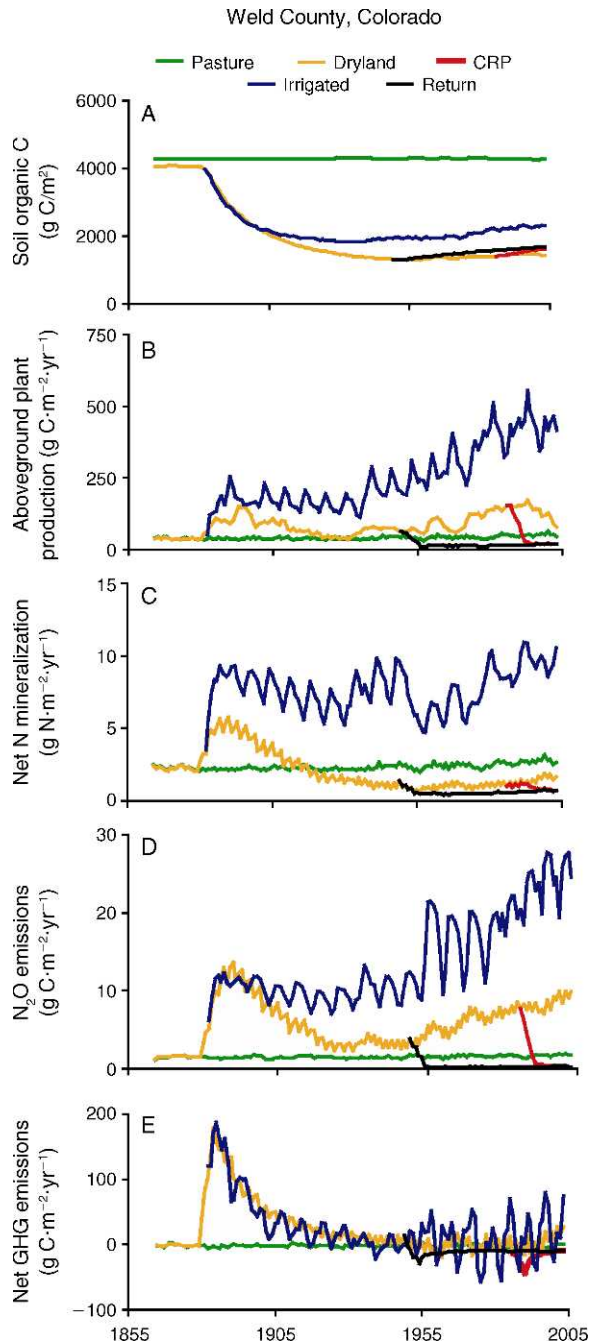 Weld County, Colorado
Pasture Dryland CRP
Irrigated Return
A
Soil organic C
(g C/m²)
6000
4000
2000
0
B
Aboveground plant
production (g C·m⁻²·yr⁻¹)
750
500
250
0
C
Net N mineralization
(g N·m⁻²·yr⁻¹)
15
10
5
0
D
N₂O emissions
(g C·m⁻²·yr⁻¹)
30
20
10
0
E
Net GHG emissions
(g C·m⁻²·yr⁻¹)
200
100
0
−100
1855 1905 1955 2005